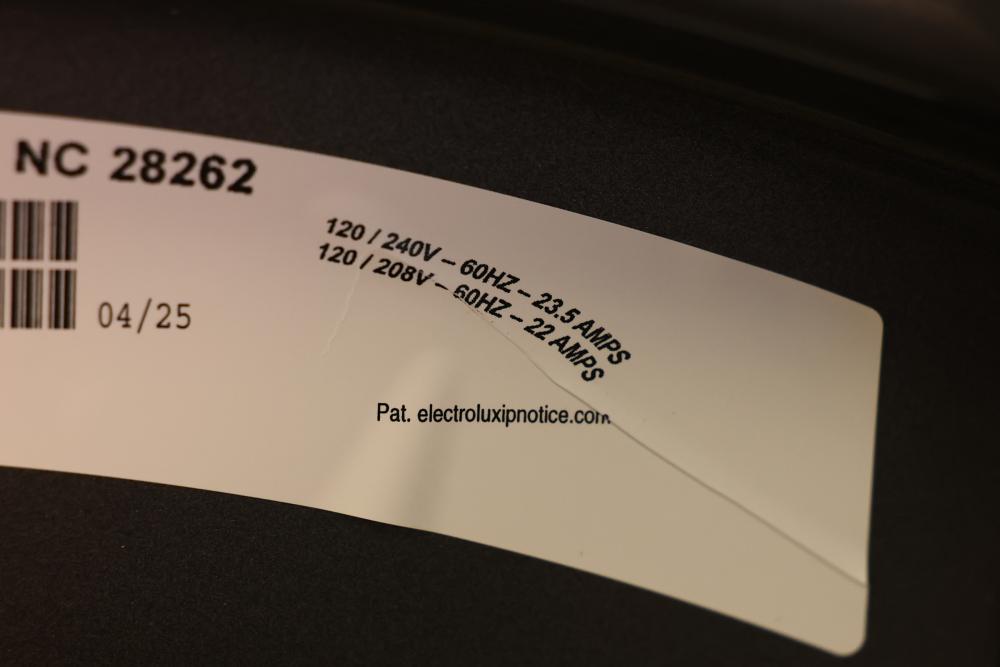 NC 28262
120 / 240V – 60HZ – 23.5 AMPS
120 / 208V – 60HZ – 22 AMPS
04/25
Pat. electroluxipnotice.com